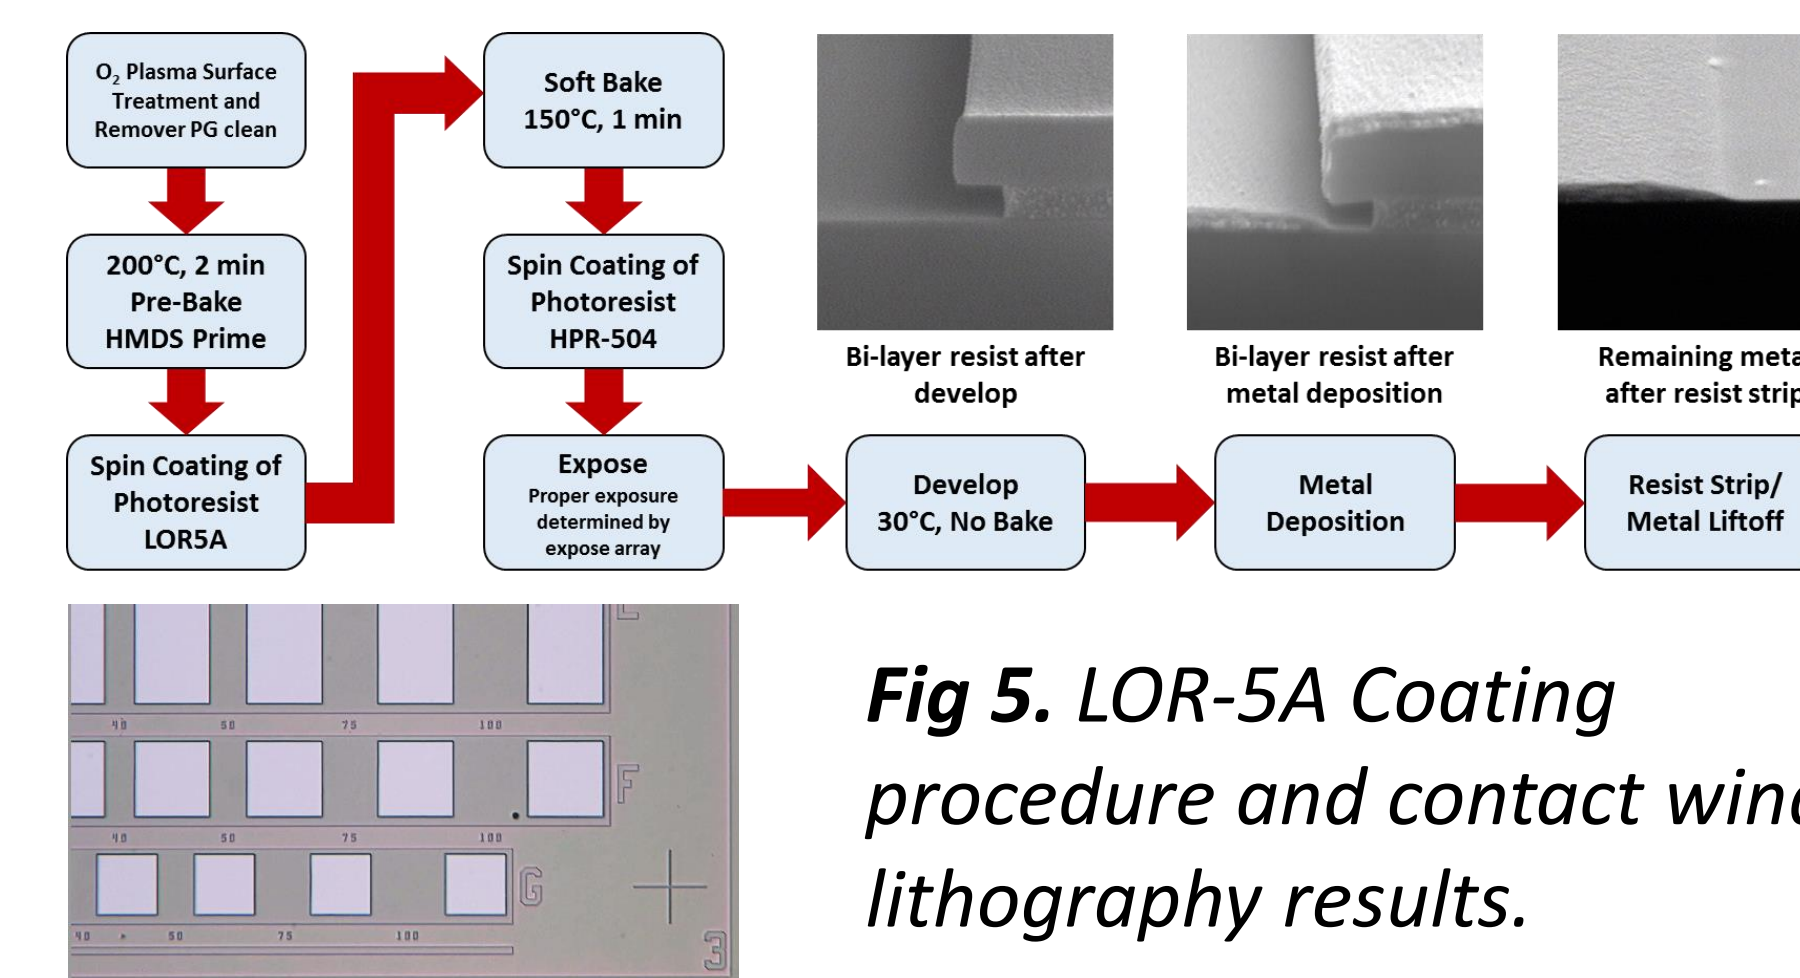 O₂ Plasma Surface
Treatment and
Remover PG clean
200°C, 2 min
Pre-Bake
HMDS Prime
Spin Coating of
Photoresist
LOR5A
Soft Bake
150°C, 1 min
Spin Coating of
Photoresist
HPR-504
Expose
Proper exposure
determined by
expose array
Bi-layer resist after
develop
Bi-layer resist after
metal deposition
Remaining
after resist strip
Develop
30°C, No Bake
Metal
Deposition
Resist Strip/
Metal Liftoff
50 75 100
F
40 50 75 100
G
40 50 75 100
3
Fig 5. LOR-5A Coating
procedure and contact
lithography results.